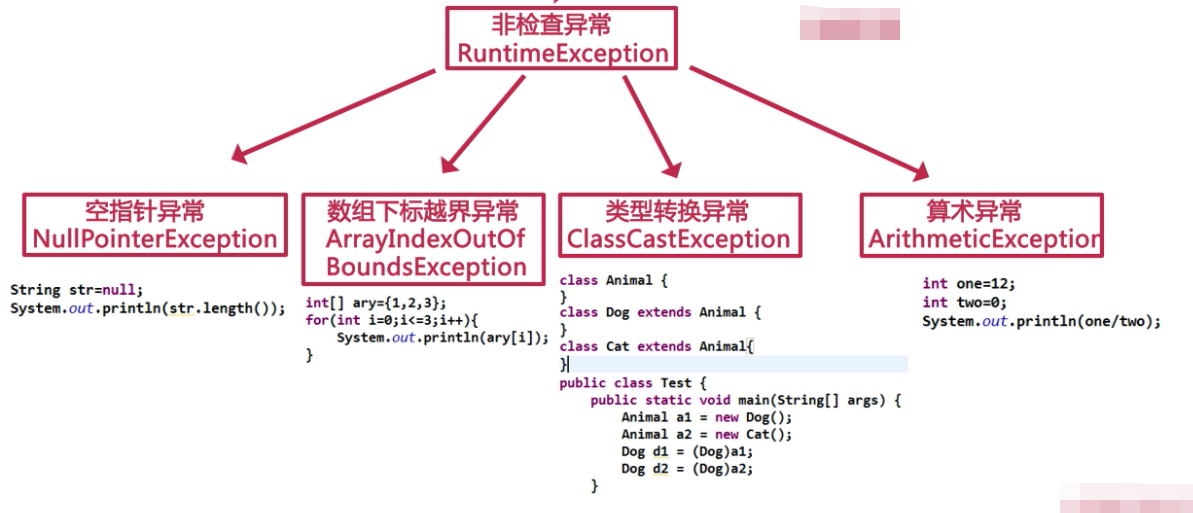 非检查异常
RuntimeException
空指针异常
NullPointerException
String str=null;
System.out.println(str.length());
数组下标越界异常
ArrayIndexOutOf
BoundsException
int[] ary={1,2,3};
for(int i=0;i<=3;i++){
System.out.println(ary[i]);
}
类型转换异常
ClassCastException
class Animal {
}
class Dog extends Animal {
}
class Cat extends Animal{
}
public class Test {
public static void main(String[] args) {
Animal a1 = new Dog();
Animal a2 = new Cat();
Dog d1 = (Dog)a1;
Dog d2 = (Dog)a2;
}
算术异常
ArithmeticException
int one=12;
int two=0;
System.out.println(one/two);